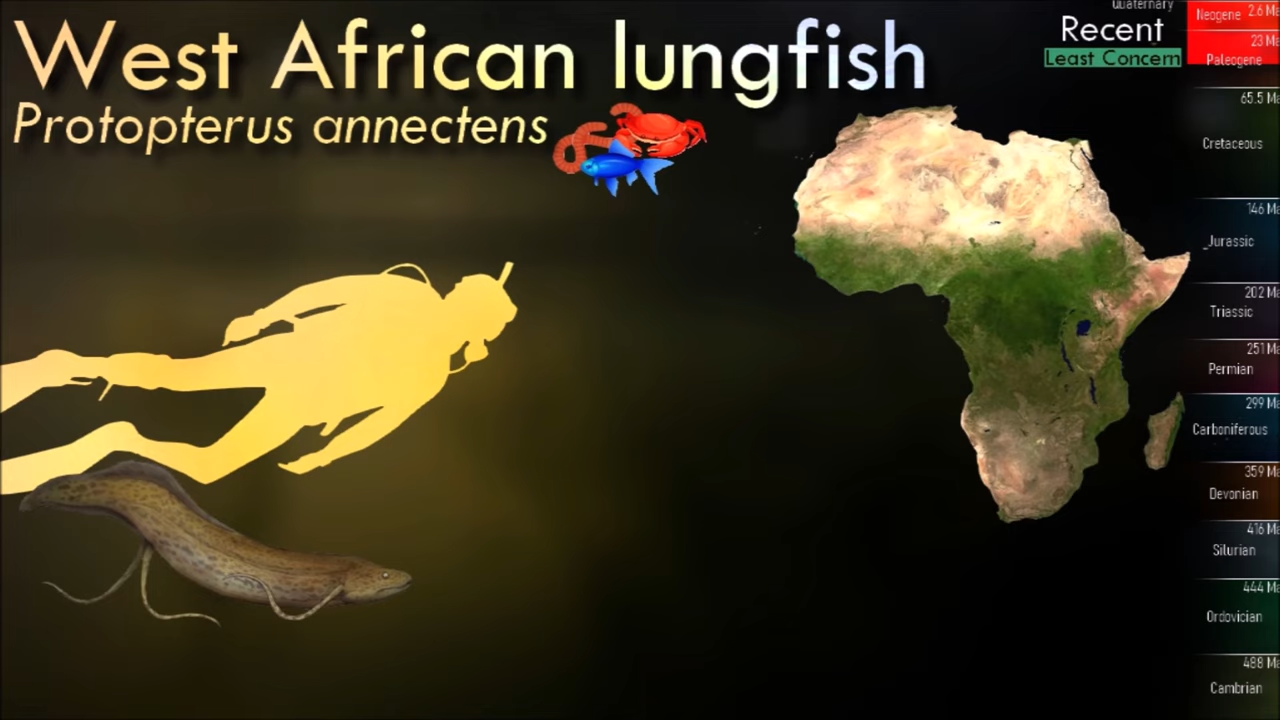 West African lungfish
Protopterus annectens
Recent
Least Concern
Quaternary
2.6 Ma
Neogene
23 Ma
Paleogene
65.5 Ma
Cretaceous
146 Ma
Jurassic
202 Ma
Triassic
251 Ma
Permian
299 Ma
Carboniferous
359 Ma
Devonian
416 Ma
Silurian
444 Ma
Ordovician
488 Ma
Cambrian